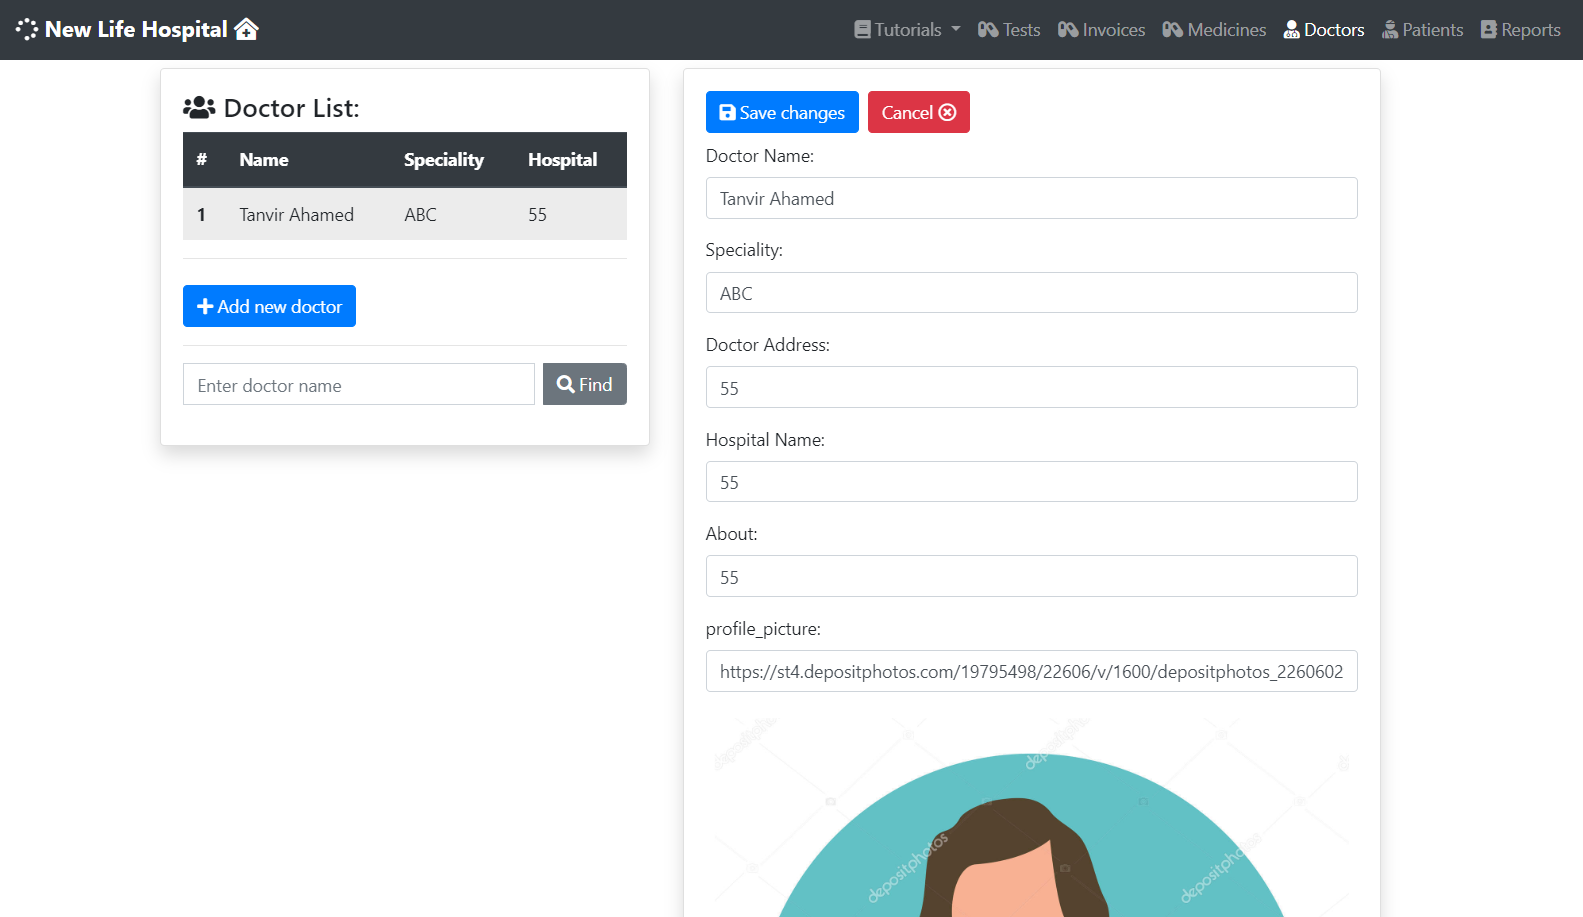 New Life Hospital
Tutorials Tests Invoices Medicines Doctors Patients Reports
Doctor List:
# Name Speciality Hospital
1 Tanvir Ahamed ABC 55
Add new doctor
Enter doctor name Find
Save changes Cancel
Doctor Name:
Tanvir Ahamed
Speciality:
ABC
Doctor Address:
55
Hospital Name:
55
About:
55
profile_picture:
https://st4.depositphotos.com/19795498/22606/v/1600/depositphotos_2260602
depositphotos
depositphotos
depositphotos
depositphotos